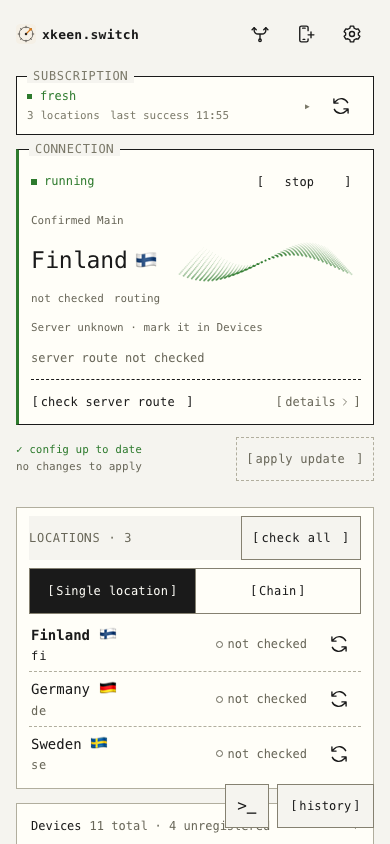 xkeen.switch
SUBSCRIPTION
fresh
3 locations last success 11:55
CONNECTION
running
[ stop ]
Confirmed Main
Finland
not checked routing
Server unknown · mark it in Devices
server route not checked
[check server route ]
[details > ]
✓ config up to date
no changes to apply
[apply update ]
LOCATIONS · 3
[check all ]
[Single location]
[Chain]
Finland
not checked
fi
Germany
not checked
de
Sweden
not checked
se
>_
[history]
Devices 11 total · 4 unregistered